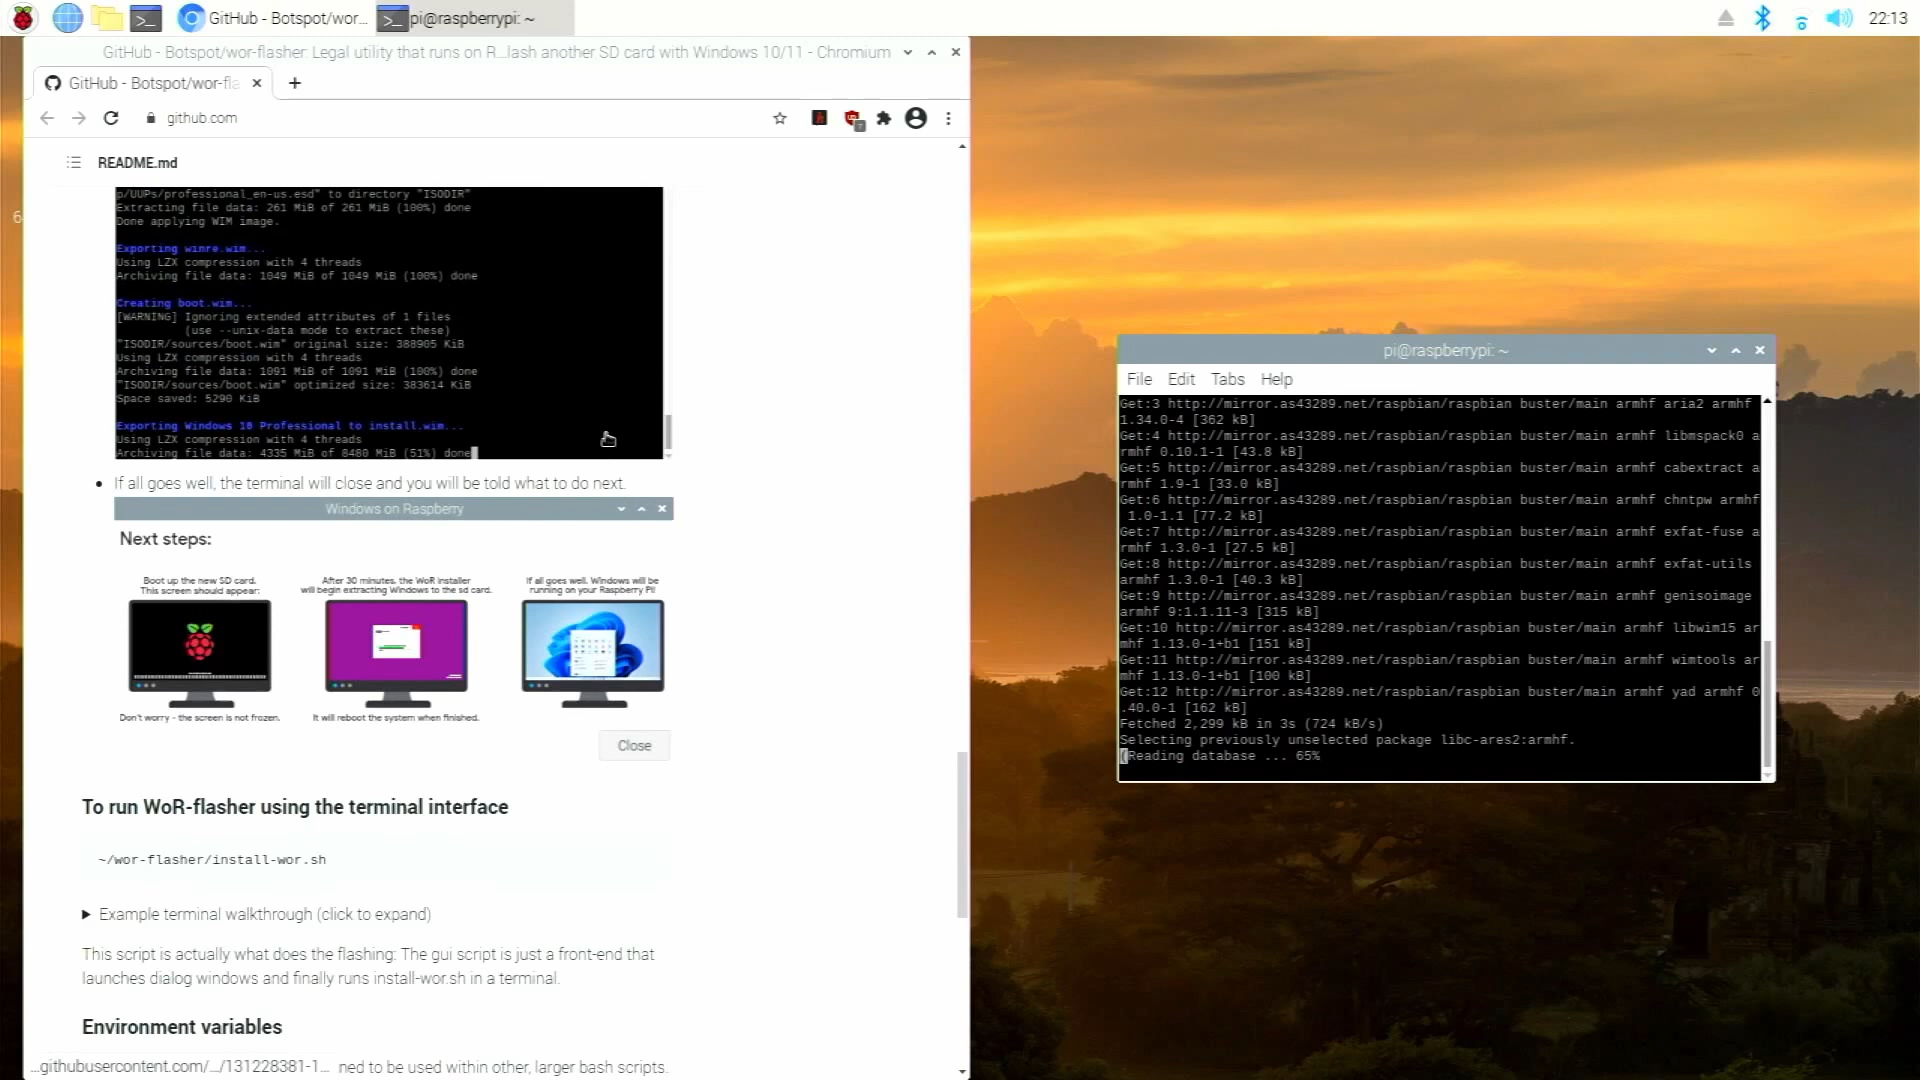 GitHub - Botspot/wor...
pi@raspberrypi: ~
22:13
GitHub - Botspot/wor-flasher: Legal utility that runs on R...lash another SD card with Windows 10/11 - Chromium
GitHub - Botspot/wor-fla
github.com
7
README.md
6
p/UUPs/professional_en-us.esd" to directory "ISODIR"
Extracting file data: 261 MiB of 261 MiB (100%) done
Done applying WIM image.
Exporting winre.wim...
Using LZX compression with 4 threads
Archiving file data: 1049 MiB of 1049 MiB (100%) done
Creating boot.wim...
[WARNING] Ignoring extended attributes of 1 files
(use --unix-data mode to extract these)
"ISODIR/sources/boot.wim" original size: 388905 KiB
Using LZX compression with 4 threads
Archiving file data: 1091 MiB of 1091 MiB (100%) done
"ISODIR/sources/boot.wim" optimized size: 383614 KiB
Space saved: 5290 KiB
Exporting Windows 10 Professional to install.wim...
Using LZX compression with 4 threads
Archiving file data: 4335 MiB of 8480 MiB (51%) done
If all goes well, the terminal will close and you will be told what to do next.
Windows on Raspberry
Next steps:
Boot up the new SD card.
This screen should appear:
After 30 minutes, the WoR installer
will begin extracting Windows to the sd card.
If all goes well, Windows will be
running on your Raspberry Pi!
Don't worry - the screen is not frozen.
It will reboot the system when finished.
Close
To run WoR-flasher using the terminal interface
~/wor-flasher/install-wor.sh
Example terminal walkthrough (click to expand)
This script is actually what does the flashing: The gui script is just a front-end that
launches dialog windows and finally runs install-wor.sh in a terminal.
Environment variables
...githubusercontent.com/.../131228381-1... ned to be used within other, larger bash scripts.
pi@raspberrypi: ~
File Edit Tabs Help
Get:3 http://mirror.as43289.net/raspbian/raspbian buster/main armhf aria2 armhf
1.34.0-4 [362 kB]
Get:4 http://mirror.as43289.net/raspbian/raspbian buster/main armhf libmspack0 a
rmhf 0.10.1-1 [43.8 kB]
Get:5 http://mirror.as43289.net/raspbian/raspbian buster/main armhf cabextract a
rmhf 1.9-1 [33.0 kB]
Get:6 http://mirror.as43289.net/raspbian/raspbian buster/main armhf chntpw armhf
1.0-1.1 [77.2 kB]
Get:7 http://mirror.as43289.net/raspbian/raspbian buster/main armhf exfat-fuse a
rmhf 1.3.0-1 [27.5 kB]
Get:8 http://mirror.as43289.net/raspbian/raspbian buster/main armhf exfat-utils
armhf 1.3.0-1 [40.3 kB]
Get:9 http://mirror.as43289.net/raspbian/raspbian buster/main armhf genisoimage
armhf 9:1.1.11-3 [315 kB]
Get:10 http://mirror.as43289.net/raspbian/raspbian buster/main armhf libwim15 ar
mhf 1.13.0-1+b1 [151 kB]
Get:11 http://mirror.as43289.net/raspbian/raspbian buster/main armhf wimtools ar
mhf 1.13.0-1+b1 [100 kB]
Get:12 http://mirror.as43289.net/raspbian/raspbian buster/main armhf yad armhf 0
.40.0-1 [162 kB]
Fetched 2,299 kB in 3s (724 kB/s)
Selecting previously unselected package libc-ares2:armhf.
(Reading database ... 65%